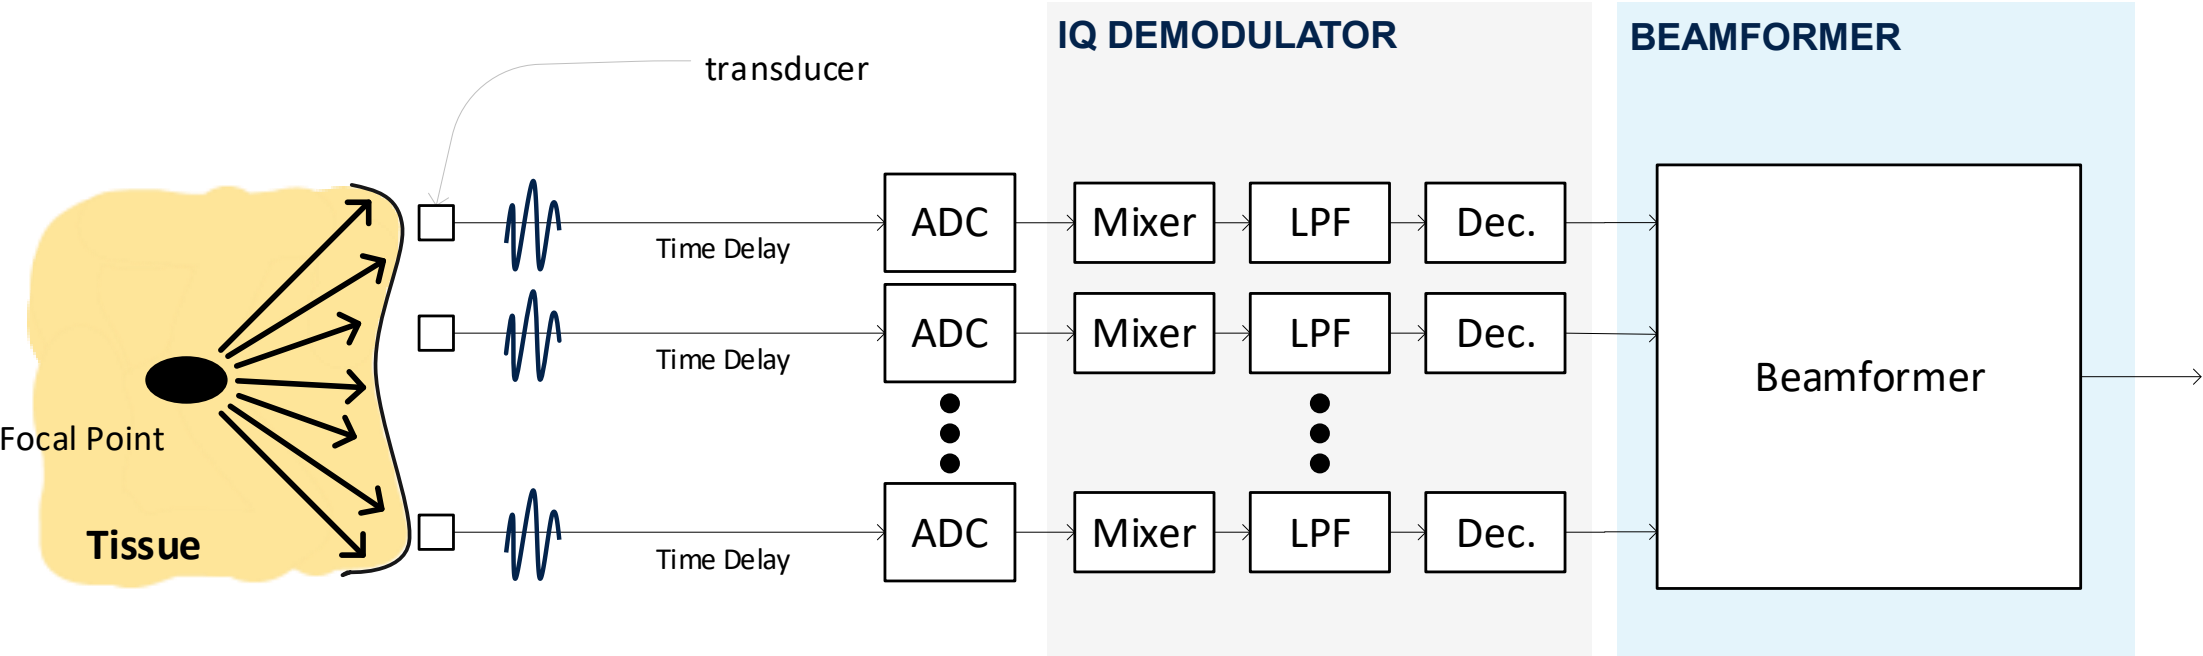 IQ DEMODULATOR
BEAMFORMER
transducer
ADC
Mixer
LPF
Dec.
Time Delay
ADC
Mixer
LPF
Dec.
Time Delay
Beamformer
Focal Point
Tissue
ADC
Mixer
LPF
Dec.
Time Delay